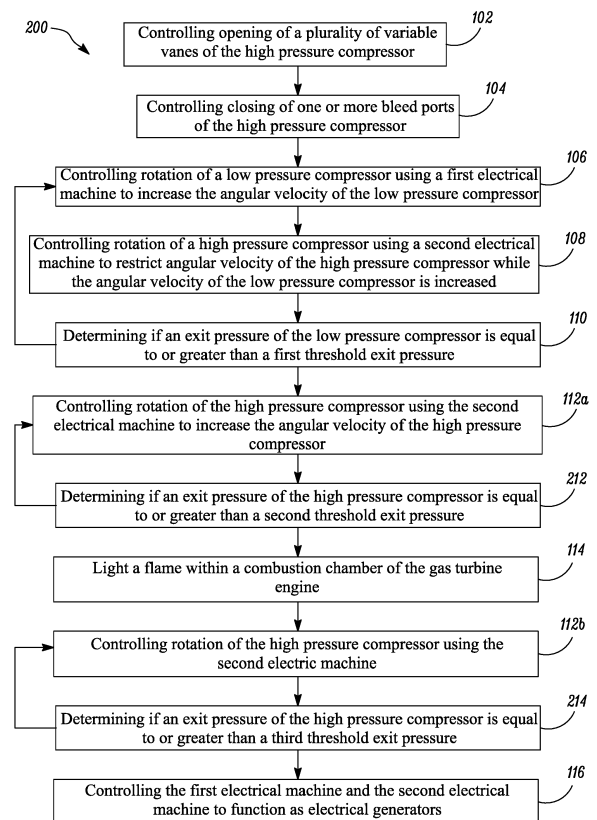 200
102
Controlling opening of a plurality of variable
vanes of the high pressure compressor
104
Controlling closing of one or more bleed ports
of the high pressure compressor
106
Controlling rotation of a low pressure compressor using a first electrical
machine to increase the angular velocity of the low pressure compressor
108
Controlling rotation of a high pressure compressor using a second electrical
machine to restrict angular velocity of the high pressure compressor while
the angular velocity of the low pressure compressor is increased
110
Determining if an exit pressure of the low pressure compressor is equal
to or greater than a first threshold exit pressure
112a
Controlling rotation of the high pressure compressor using the second
electrical machine to increase the angular velocity of the high pressure
compressor
212
Determining if an exit pressure of the high pressure compressor is equal
to or greater than a second threshold exit pressure
114
Light a flame within a combustion chamber of the gas turbine
engine
112b
Controlling rotation of the high pressure compressor using the
second electric machine
214
Determining if an exit pressure of the high pressure compressor is equal
to or greater than a third threshold exit pressure
116
Controlling the first electrical machine and the second electrical
machine to function as electrical generators